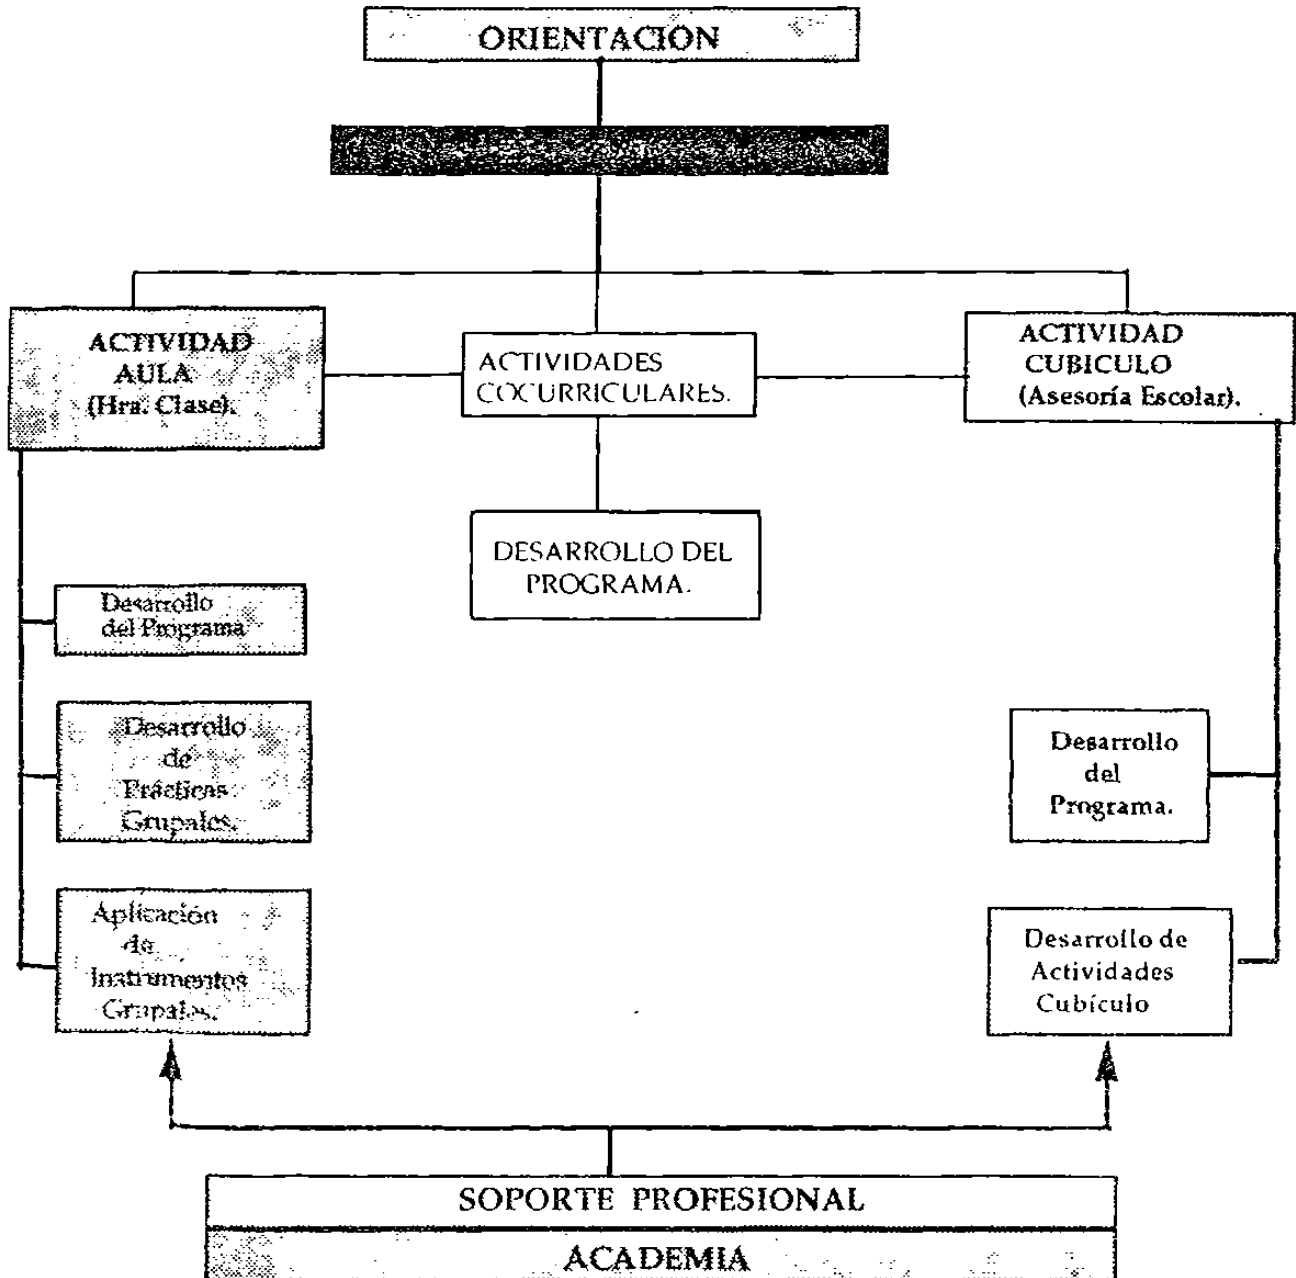 ORIENTACION
ACTIVIDAD
AULA
(Hra. Clase).
ACTIVIDADES
COCURRICULARES.
ACTIVIDAD
CUBICULO
(Asesoría Escolar).
DESARROLLO DEL
PROGRAMA.
Desarrollo
del Programa
Desarrollo
de
Prácticas
Grupales.
Aplicación
de
Instrumentos
Grupales.
Desarrollo
del
Programa.
Desarrollo de
Actividades
Cubículo
SOPORTE PROFESIONAL
ACADEMIA